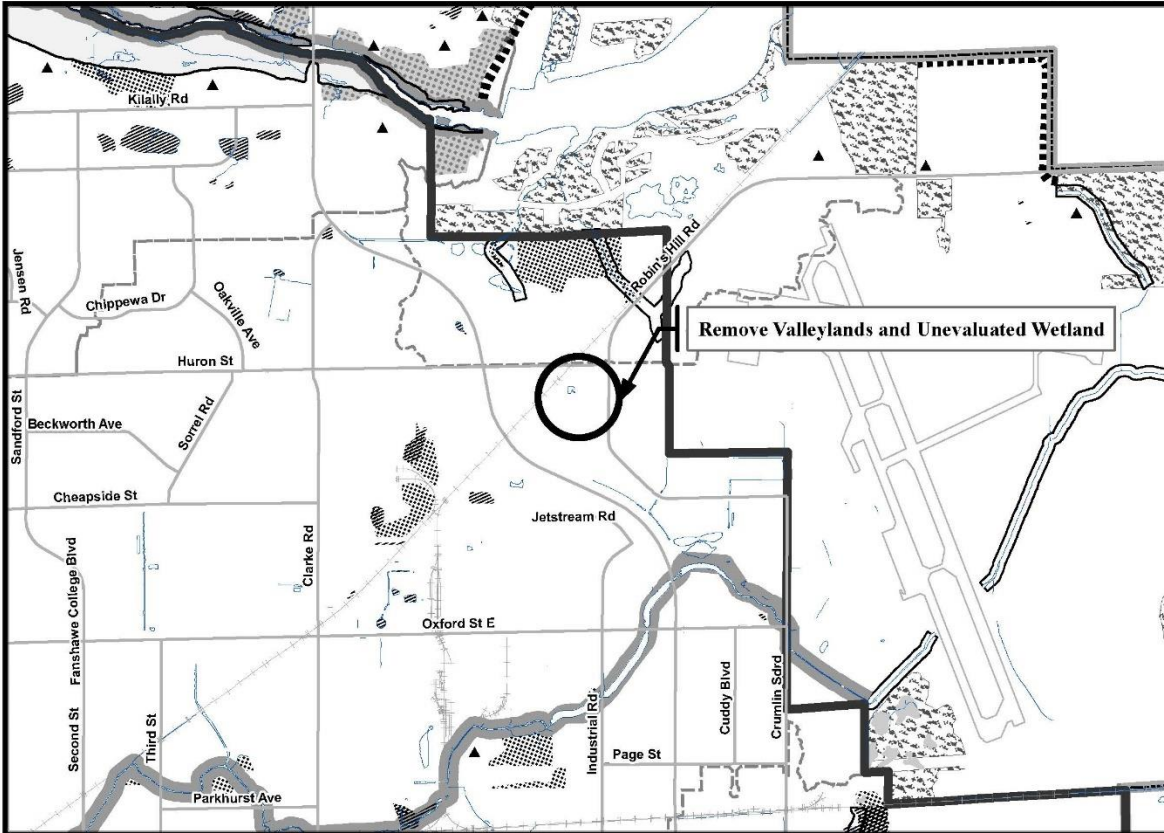 Kilally Rd
Robin's Hill Rd
Jensen Rd
Chippewa Dr
Oakville Ave
Remove Valleylands and Unevaluated Wetland
Huron St
Sandford St
Beckworth Ave
Sorrel Rd
Cheapside St
Jetstream Rd
Fanshawe College Blvd
Clarke Rd
Oxford St E
Second St
Third St
Industrial Rd
Cuddy Blvd
Crumlin Sdrd
Page St
Parkhurst Ave